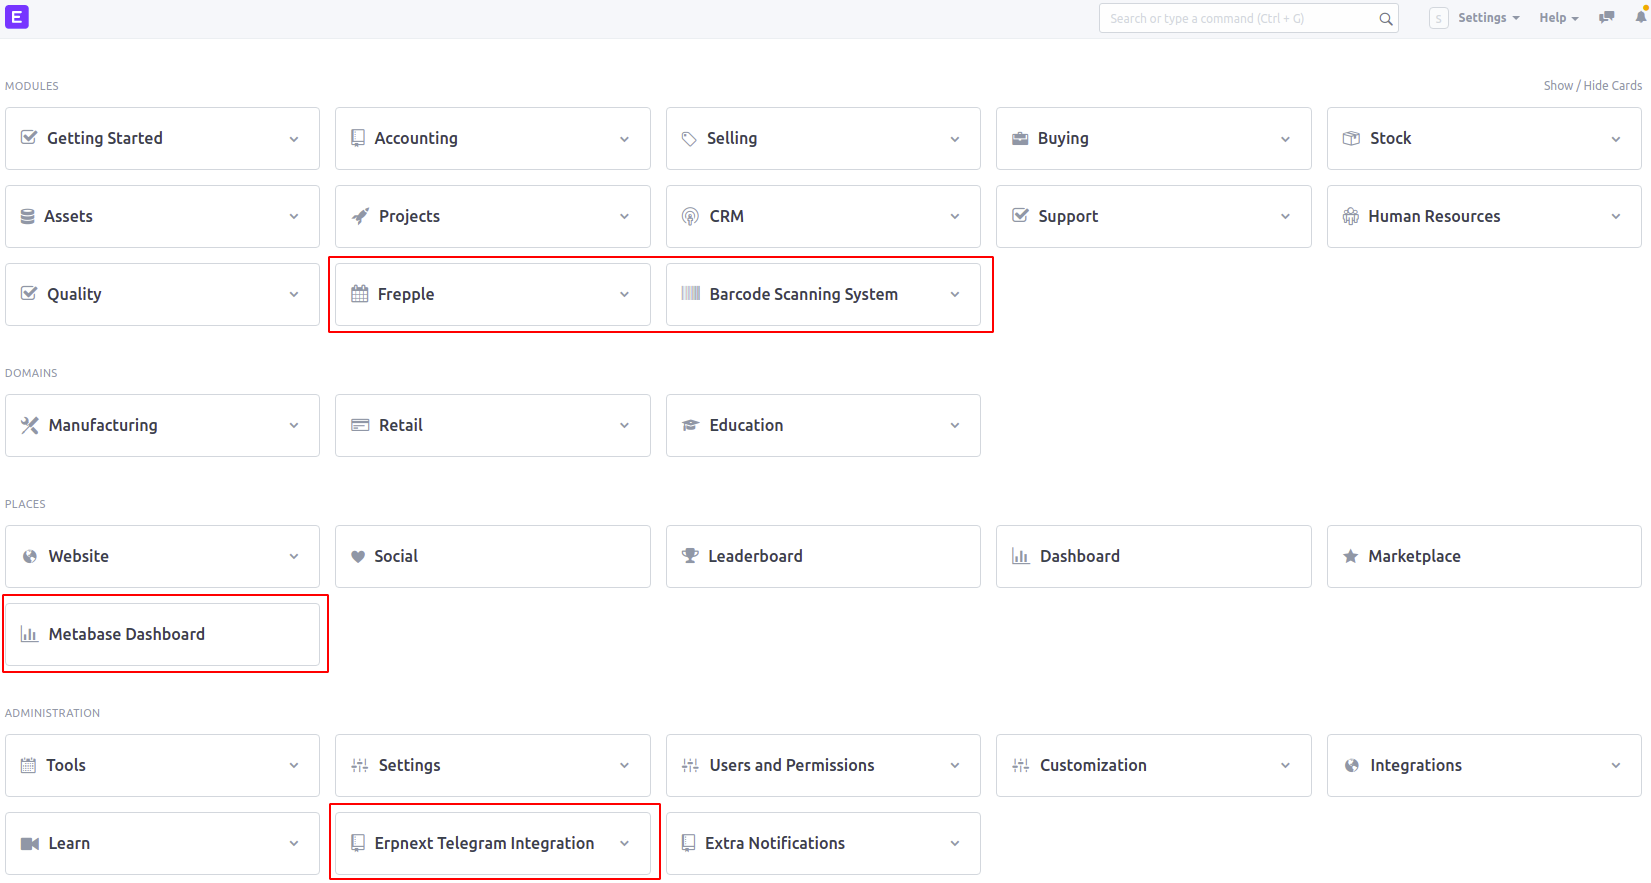 E
Search or type a command (Ctrl + G)
S
Settings
Help
MODULES
Show / Hide Cards
Getting Started
Accounting
Selling
Buying
Stock
Assets
Projects
CRM
Support
Human Resources
Quality
Frepple
Barcode Scanning System
DOMAINS
Manufacturing
Retail
Education
PLACES
Website
Social
Leaderboard
Dashboard
Marketplace
Metabase Dashboard
ADMINISTRATION
Tools
Settings
Users and Permissions
Customization
Integrations
Learn
Erpnext Telegram Integration
Extra Notifications